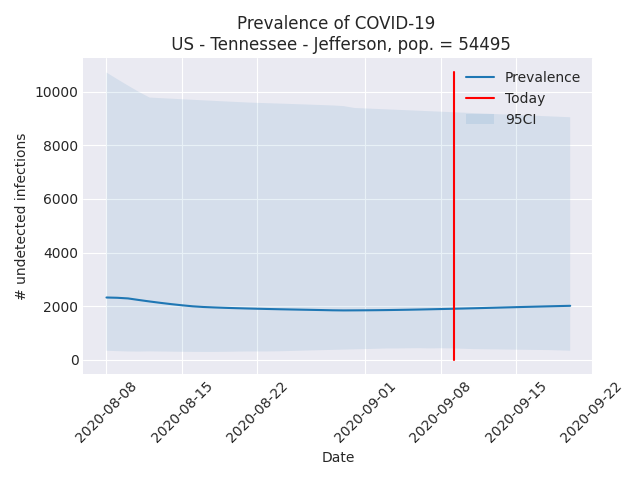 Prevalence of COVID-19
US - Tennessee - Jefferson, pop. = 54495
Prevalence
Today
95CI
# undetected infections
10000
8000
6000
4000
2000
0
2020-08-08
2020-08-15
2020-08-22
2020-09-01
2020-09-08
2020-09-15
2020-09-22
Date